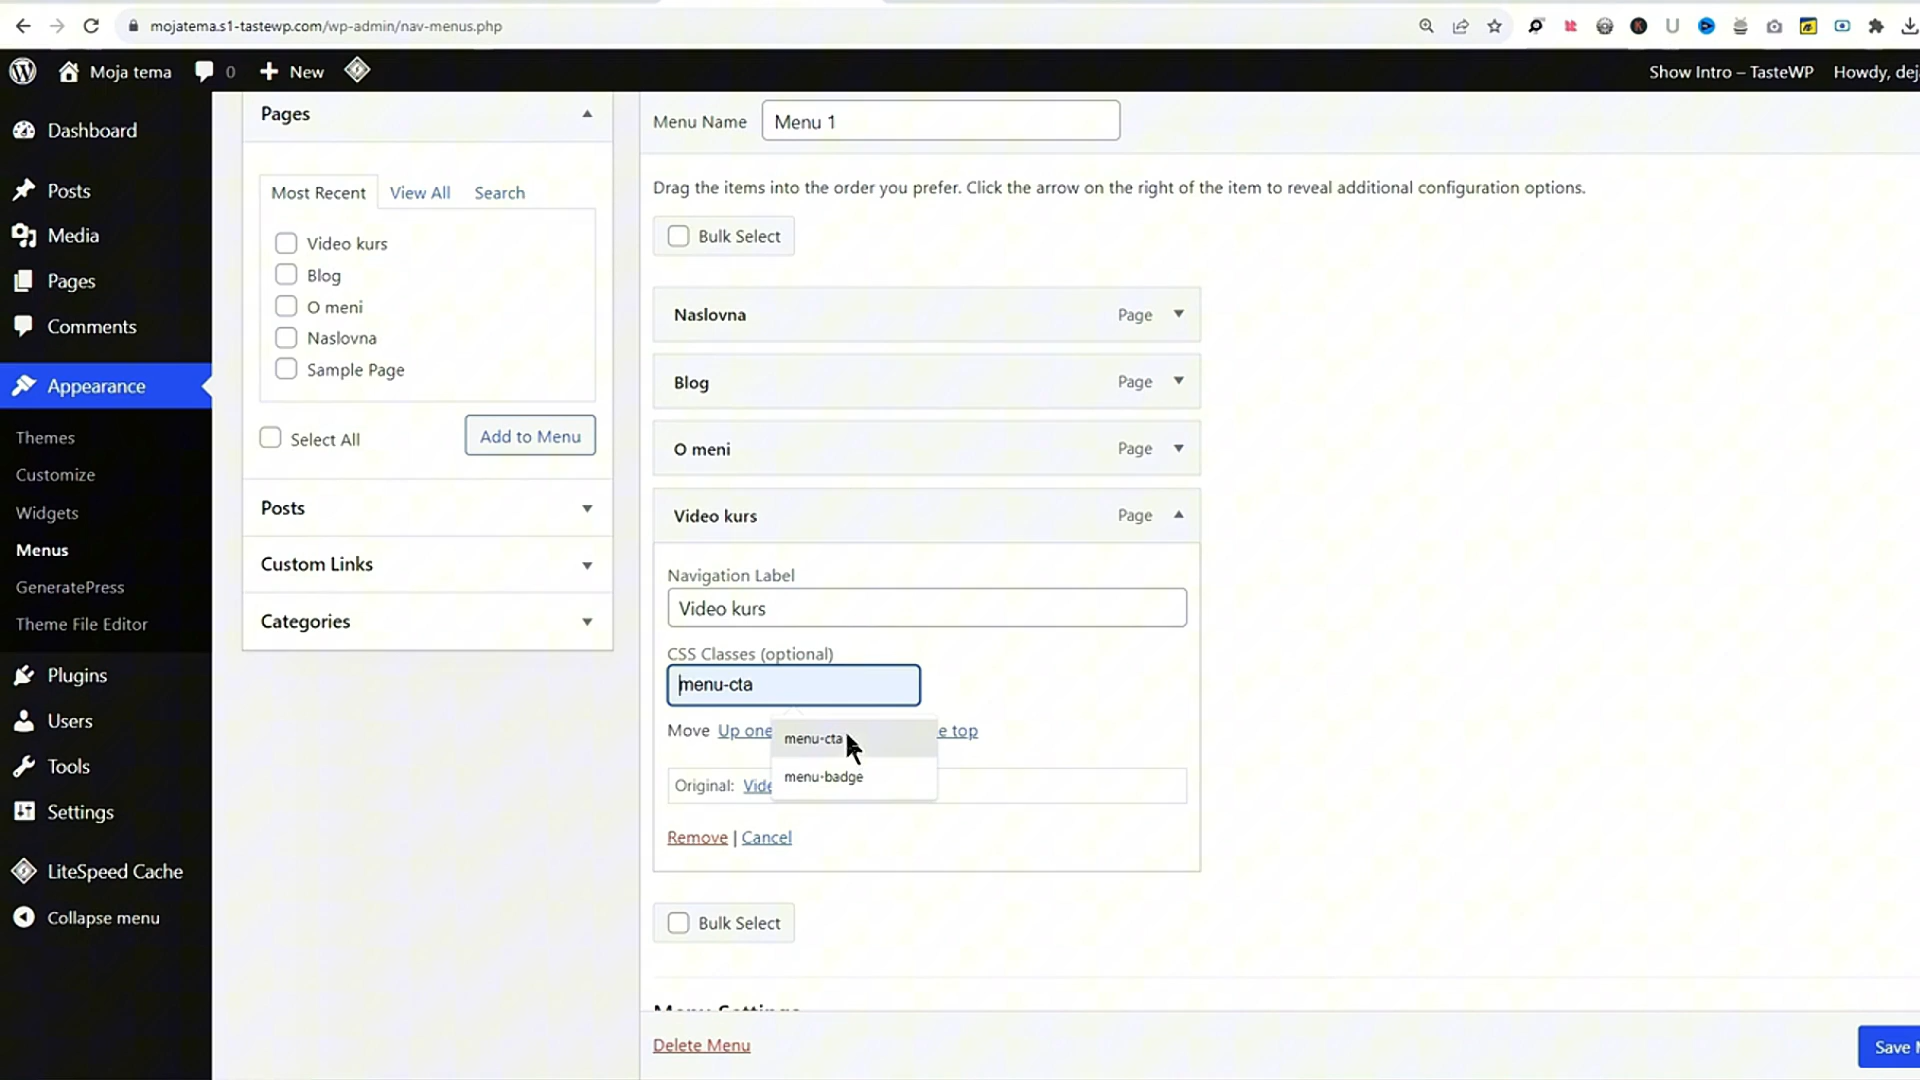 mojatema.s1-tastewp.com/wp-admin/nav-menus.php
Moja tema
0
New
Show Intro – TasteWP
Howdy, dej
Dashboard
Posts
Media
Pages
Comments
Appearance
Themes
Customize
Widgets
Menus
GeneratePress
Theme File Editor
Plugins
Users
Tools
Settings
LiteSpeed Cache
Collapse menu
Pages
Most Recent
View All
Search
Video kurs
Blog
O meni
Naslovna
Sample Page
Select All
Add to Menu
Posts
Custom Links
Categories
Menu Name
Menu 1
Drag the items into the order you prefer. Click the arrow on the right of the item to reveal additional configuration options.
Bulk Select
Naslovna Page
Blog Page
O meni Page
Video kurs Page
Navigation Label
Video kurs
CSS Classes (optional)
menu-cta
Move Up one e top
menu-cta
menu-badge
Original: Vide
Remove | Cancel
Bulk Select
Menu Settings
Delete Menu
Save M